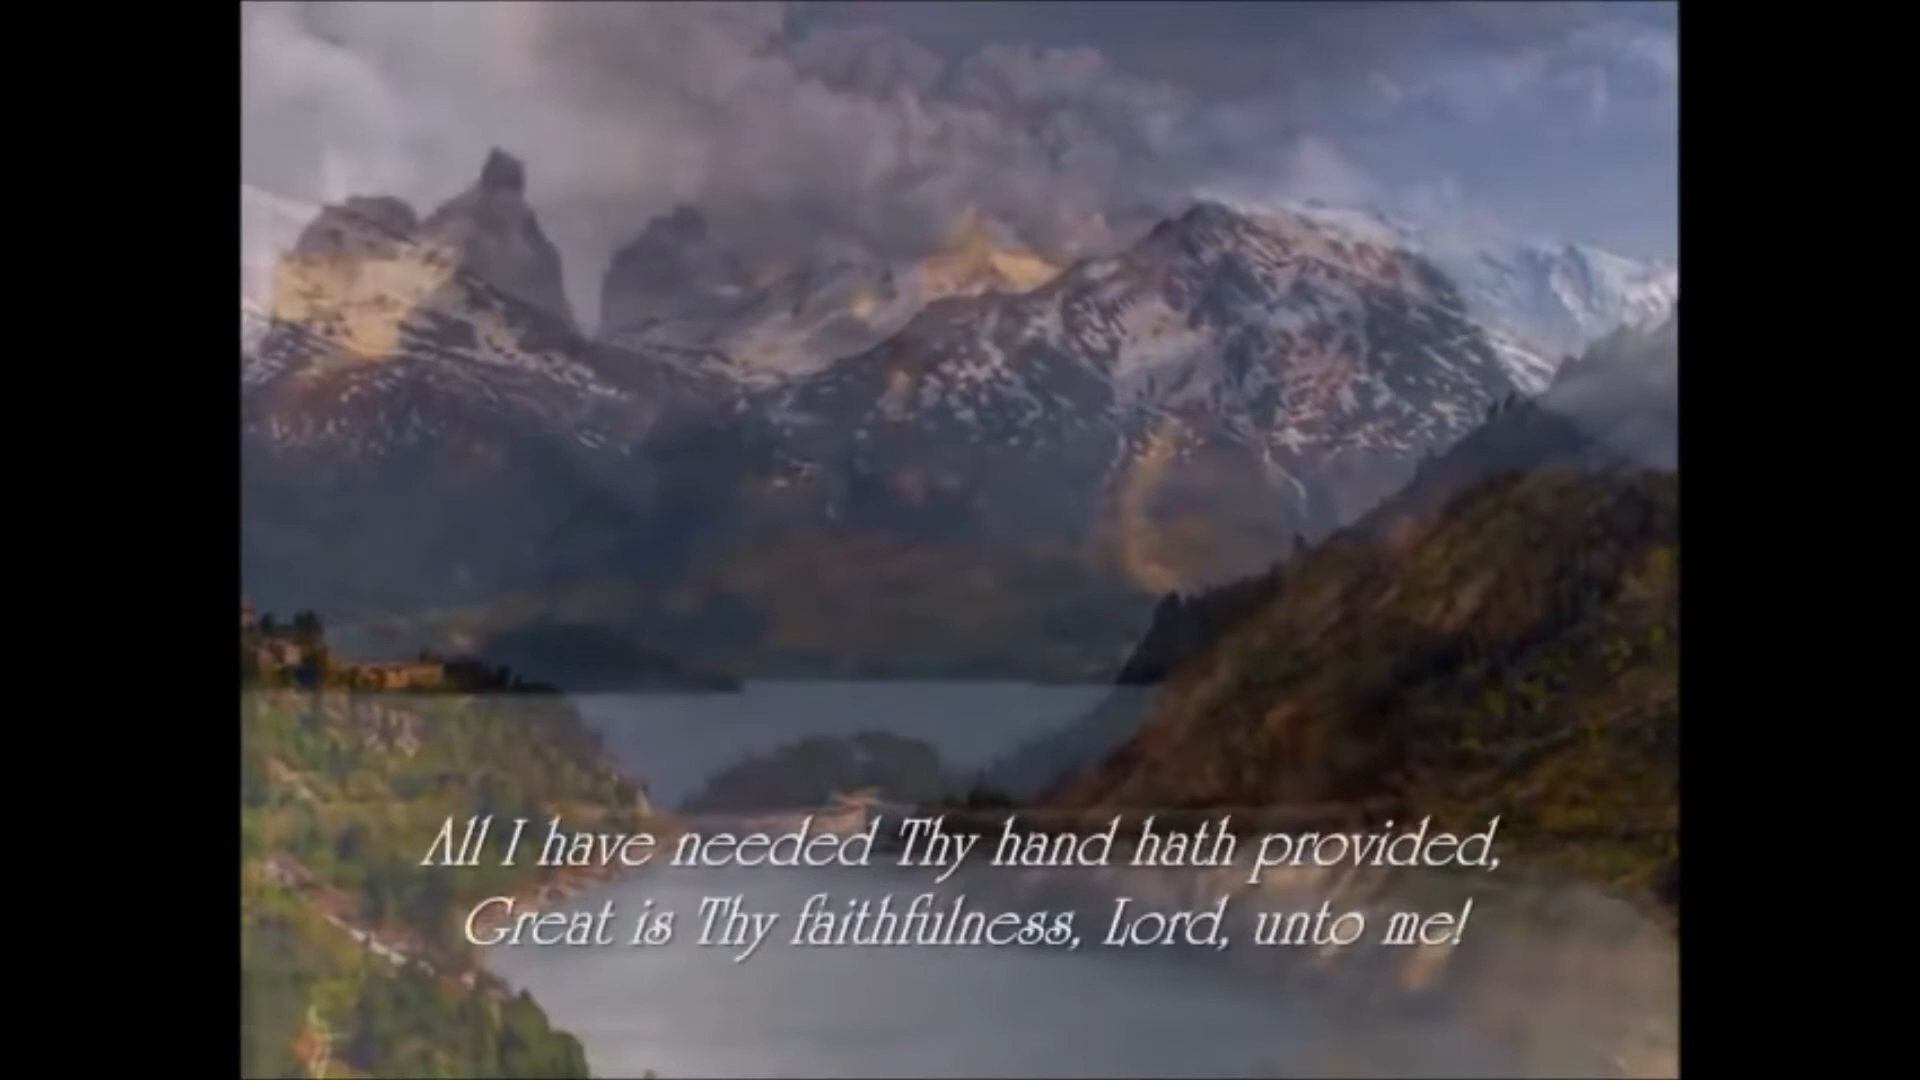 All I have needed Thy hand hath provided,
Great is Thy faithfulness, Lord, unto me!